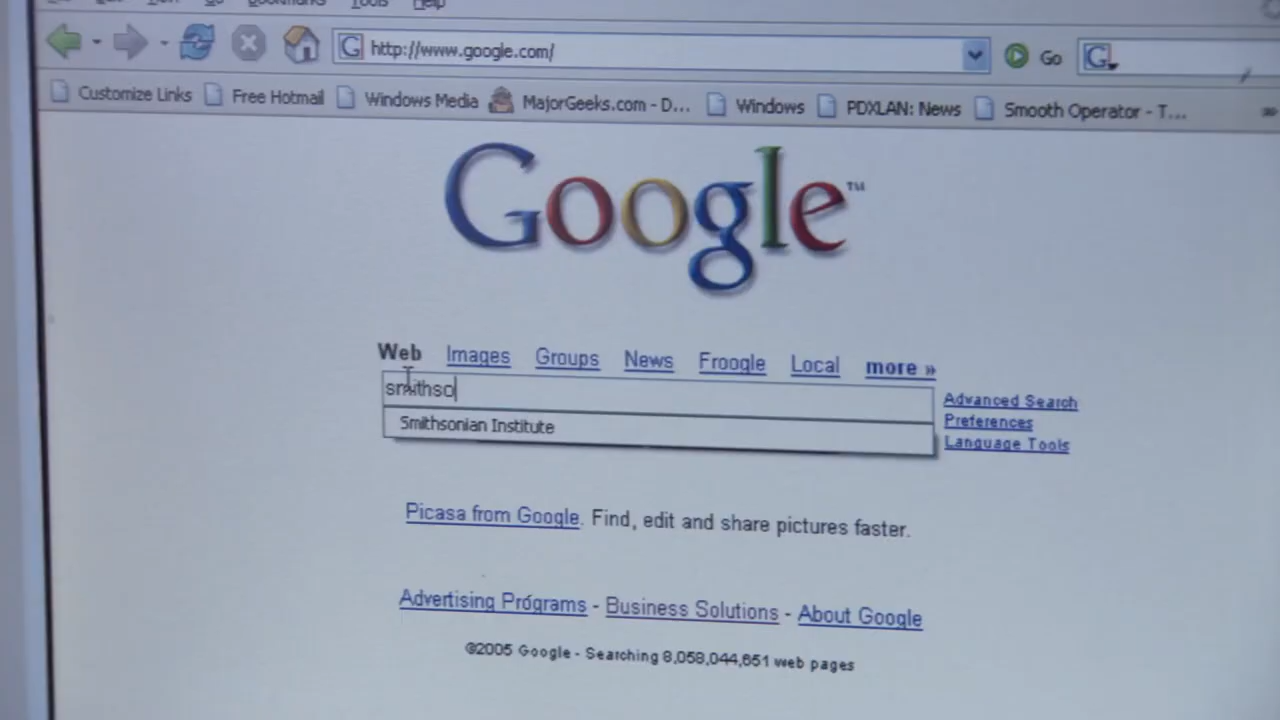 Bookmarks Tools Help
http://www.google.com/ Go
Customize Links Free Hotmail Windows Media MajorGeeks.com - D... Windows PDXLAN: News Smooth Operator - T... »
Google™
Web Images Groups News Froogle Local more »
smithso
Smithsonian Institute
Advanced Search
Preferences
Language Tools
Picasa from Google. Find, edit and share pictures faster.
Advertising Programs - Business Solutions - About Google
©2005 Google - Searching 8,058,044,651 web pages